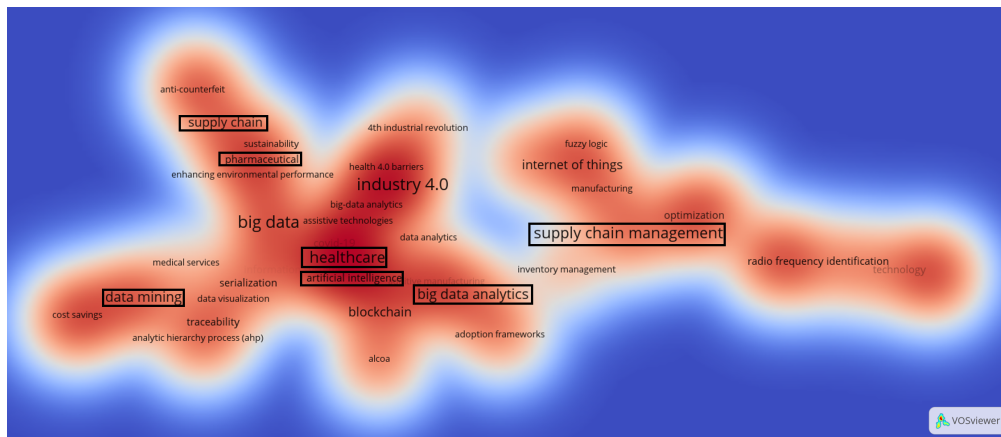 anti-counterfeit
supply chain
4th industrial revolution
sustainability
fuzzy logic
pharmaceutical
health 4.0 barriers
internet of things
enhancing environmental performance
industry 4.0
manufacturing
big-data analytics
big data
assistive technologies
optimization
supply chain management
data analytics
covid-19
healthcare
medical services
radio frequency identification
inventory management
technology
artificial intelligence
manufacturing
serialization
data mining
data visualization
big data analytics
cost savings
blockchain
traceability
analytic hierarchy process (ahp)
adoption frameworks
alcoa
VOSviewer